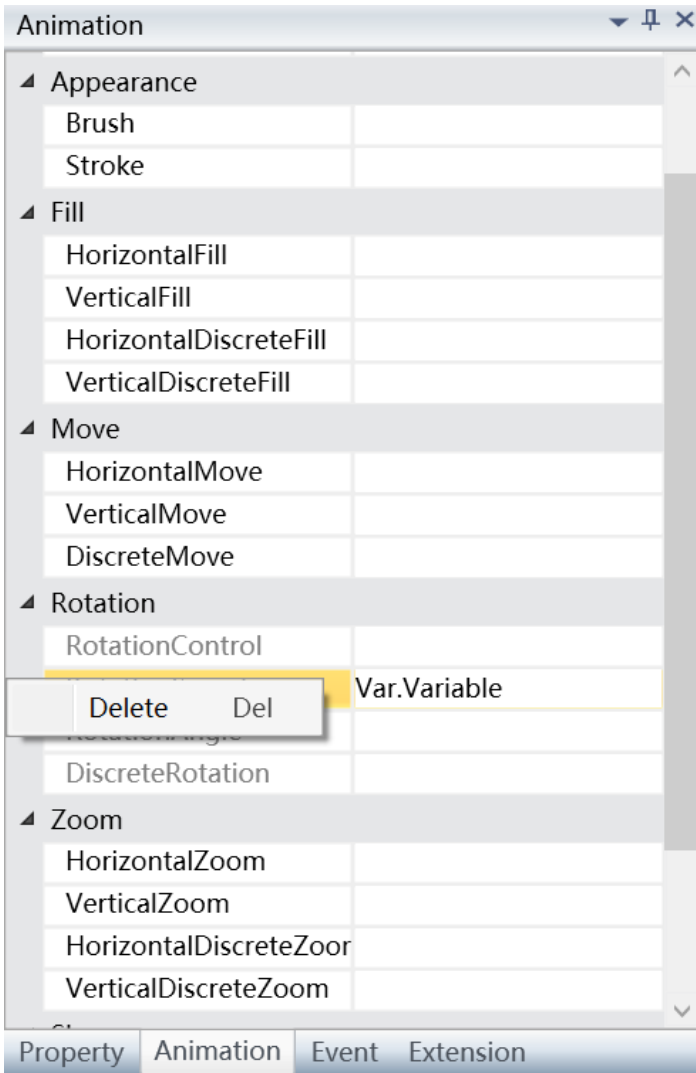 Animation
Appearance
Brush
Stroke
Fill
HorizontalFill
VerticalFill
HorizontalDiscreteFill
VerticalDiscreteFill
Move
HorizontalMove
VerticalMove
DiscreteMove
Rotation
RotationControl
Var.Variable
Delete Del
RotationAngle
DiscreteRotation
Zoom
HorizontalZoom
VerticalZoom
HorizontalDiscreteZoor
VerticalDiscreteZoom
Property Animation Event Extension